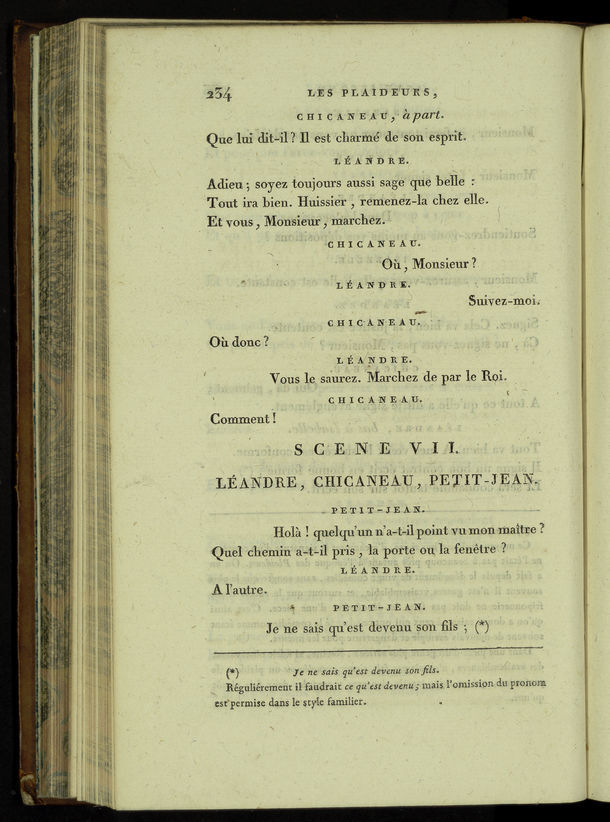 234 LES PLAIDEURS,
CHICANEAU, à part.
Que lui dit-il ? Il est charmé de son esprit.
LÉANDRE.
Adieu ; soyez toujours aussi sage que belle :
Tout ira bien. Huissier , remenez-la chez elle.
Et vous , Monsieur , marchez.
CHICANEAU.
Où , Monsieur ?
LÉANDRE.
Suivez-moi.
CHICANEAU.
Où donc ?
LÉANDRE.
Vous le saurez. Marchez de par le Roi.
CHICANEAU.
Comment !
SCENE VII.
LÉANDRE, CHICANEAU, PETIT-JEAN.
PETIT-JEAN.
Holà ! quelqu'un n'a-t-il point vu mon maître ?
Quel chemin a-t-il pris , la porte ou la fenêtre ?
LÉANDRE.
A l'autre.
PETIT-JEAN.
Je ne sais qu'est devenu son fils ; (*)
(*) Je ne sais qu'est devenu son fils.
Réguliérement il faudrait ce qu'est devenu ; mais l'omission du pronom
est permise dans le style familier.